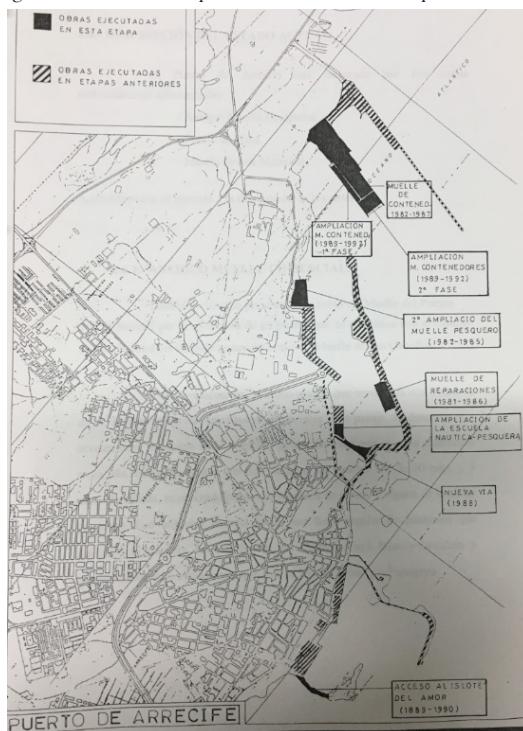 OBRAS EJECUTADAS
EN ESTA ETAPA
OBRAS EJECUTADAS
EN ETAPAS ANTERIORES
ATLANTICO
OCEANO
MUELLE
DE
CONTENED.
1982-1987
AMPLIACION
M. CONTENED.
(1989-1992)
1ª FASE
AMPLIACION
M. CONTENEDORES
(1989-1992)
2ª FASE
2ª AMPLIACIO DEL
MUELLE PESQUERO
(1982-1985)
MUELLE DE
REPARACIONES
(1981-1986)
AMPLIACION DE
LA ESCUELA
NAUTICA-PESQUERA
NUEVA VIA
(1988)
ACCESO AL ISLOTE
DEL AMOR
(1889-1990)
PUERTO DE ARRECIFE